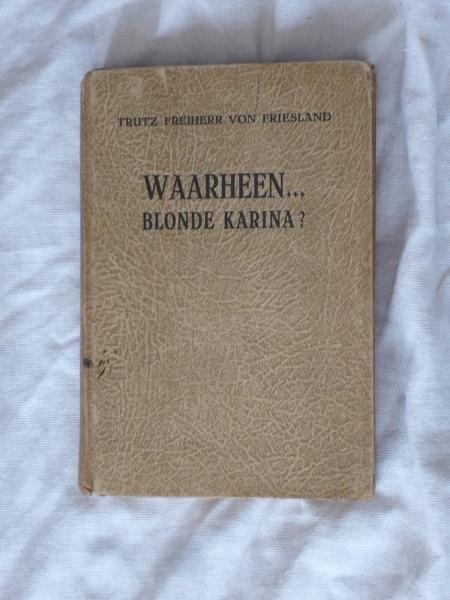 TRUTZ FREIHERR VON FRIESLAND
WAARHEEN...
BLONDE KARINA?